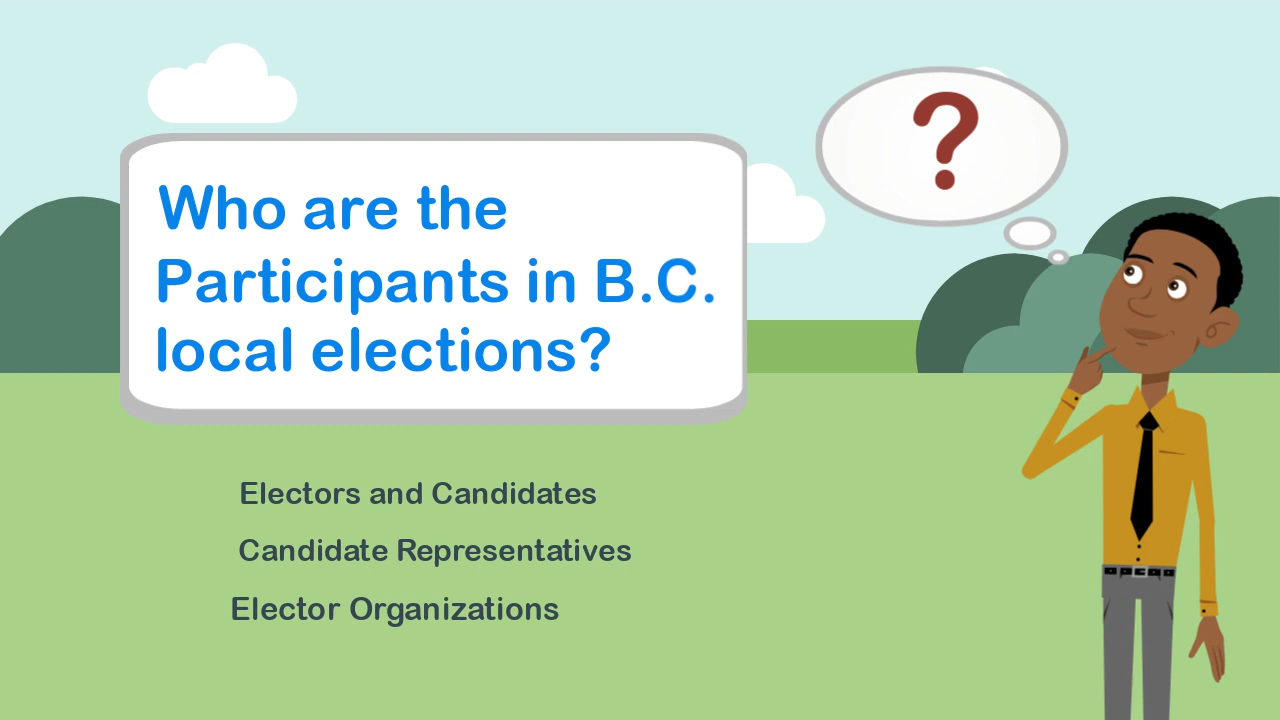 Who are the
Participants in B.C.
local elections?
?
Electors and Candidates
Candidate Representatives
Elector Organizations